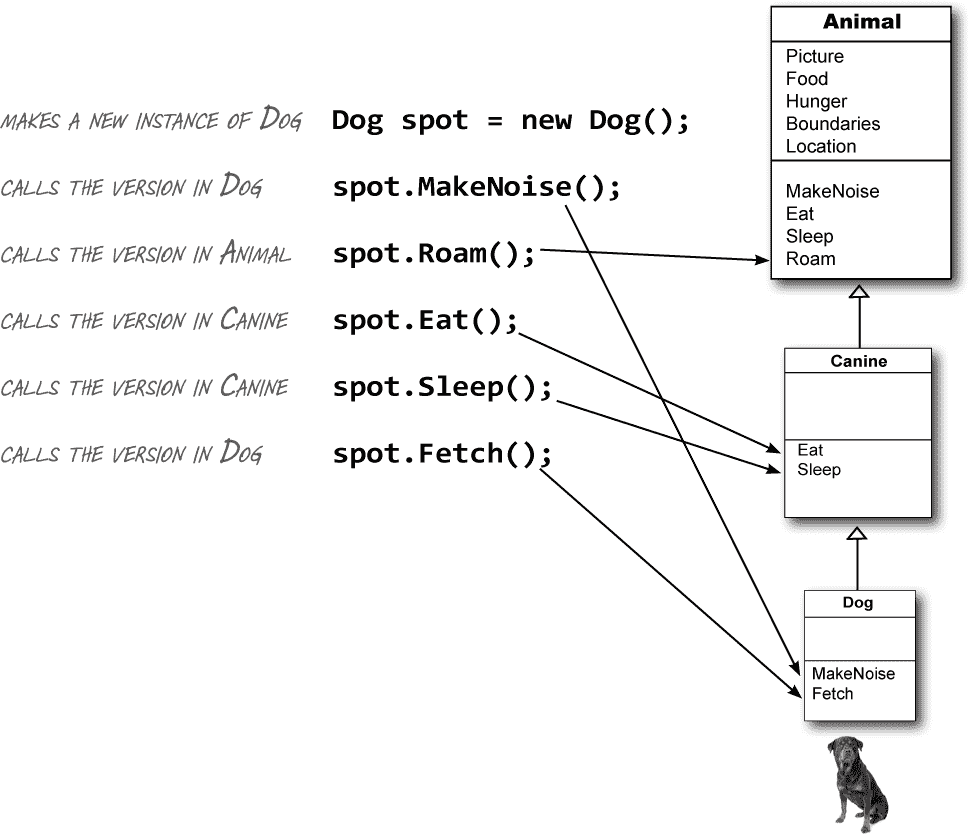 MAKES A NEW INSTANCE OF DOG Dog spot = new Dog();
CALLS THE VERSION IN DOG spot.MakeNoise();
CALLS THE VERSION IN ANIMAL spot.Roam();
CALLS THE VERSION IN CANINE spot.Eat();
CALLS THE VERSION IN CANINE spot.Sleep();
CALLS THE VERSION IN DOG spot.Fetch();
Animal
Picture
Food
Hunger
Boundaries
Location
MakeNoise
Eat
Sleep
Roam
Canine
Eat
Sleep
Dog
MakeNoise
Fetch